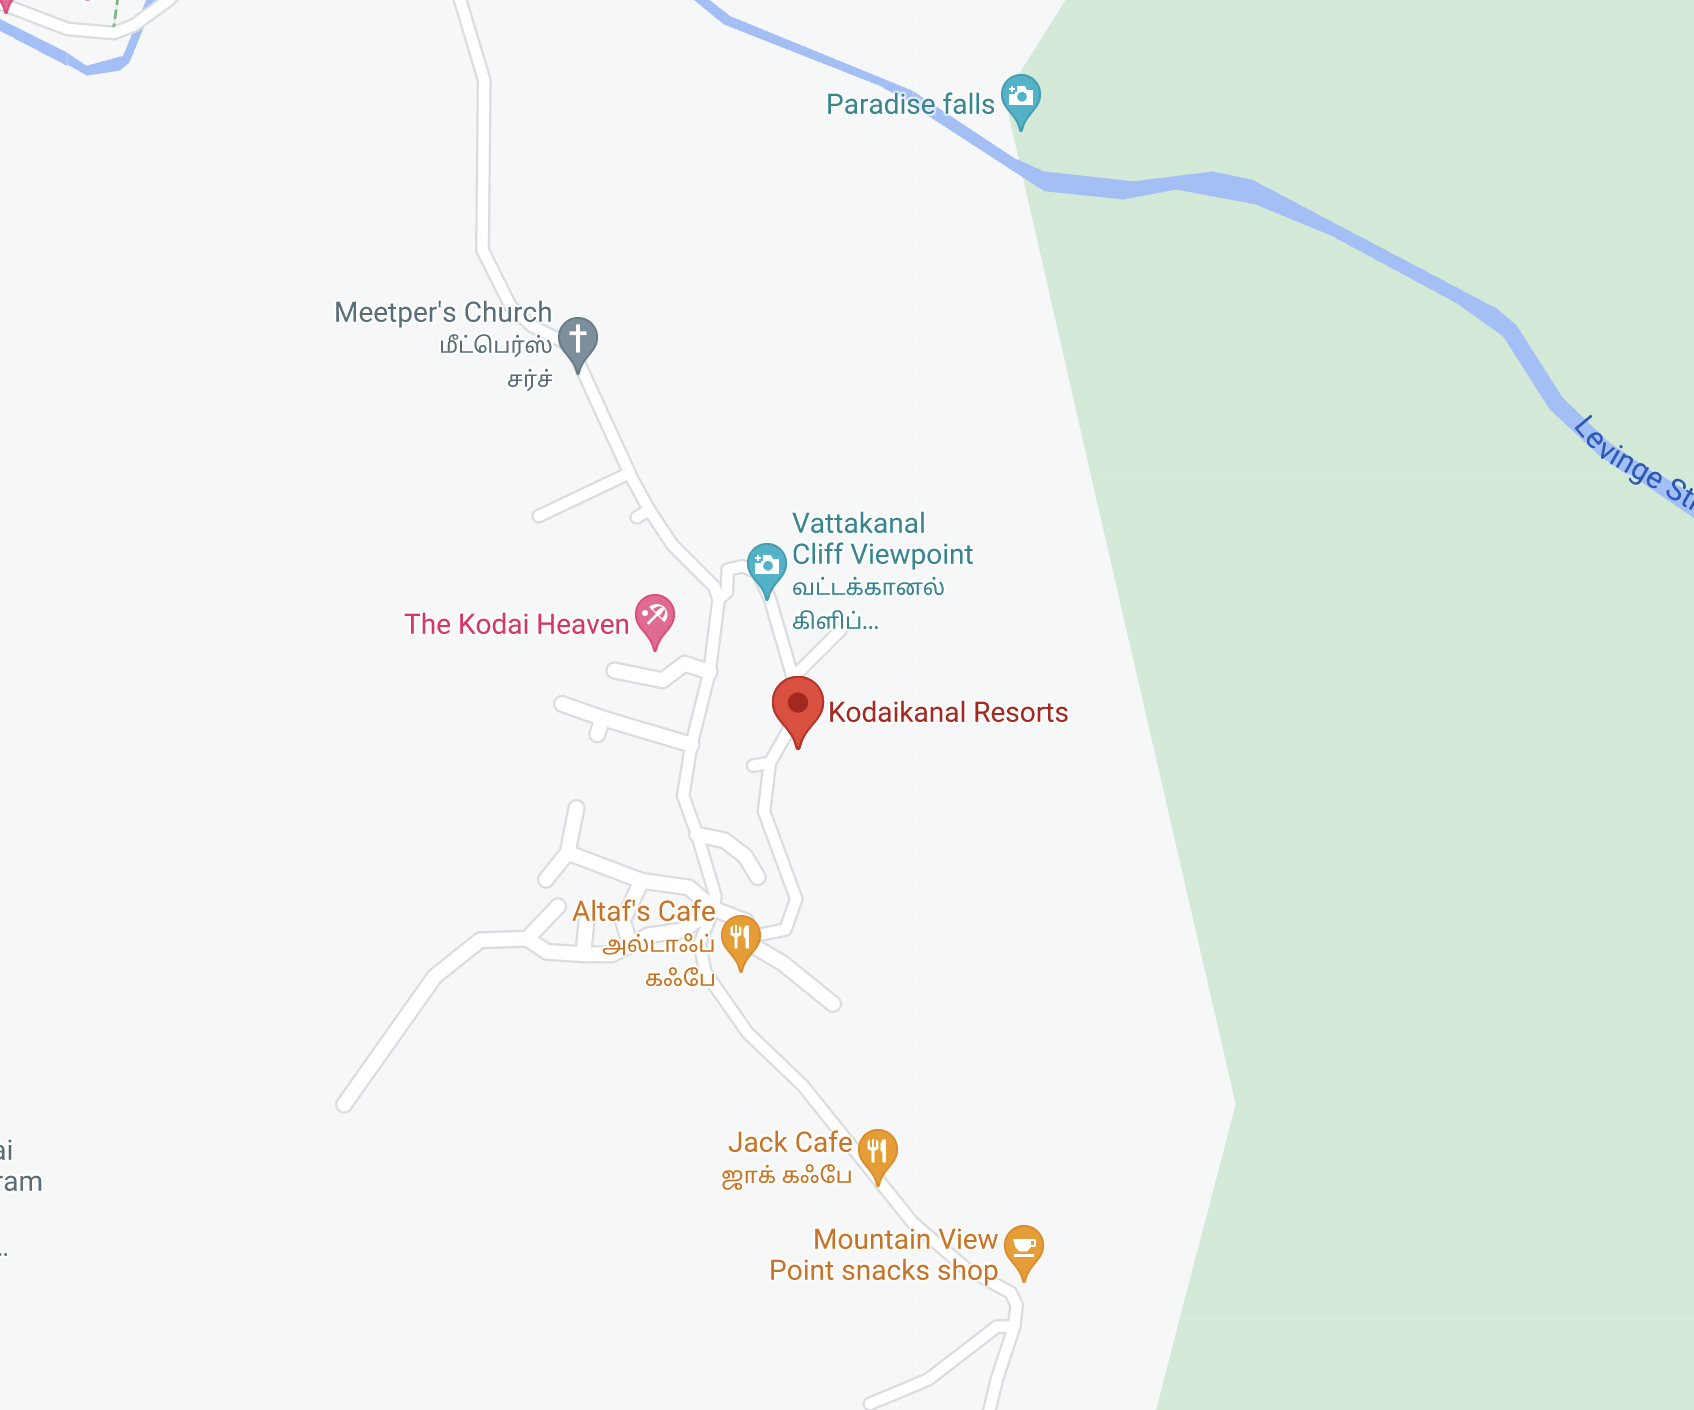 Paradise falls
Meetper's Church
மீட்பெர்ஸ்
சர்ச்
Levinge
Vattakanal
Cliff Viewpoint
வட்டக்கானல்
கிளிப்...
The Kodai Heaven
Kodaikanal Resorts
Altaf's Cafe
அல்டாஃப்
கஃபே
Jack Cafe
ஜாக் கஃபே
Mountain View
Point snacks shop